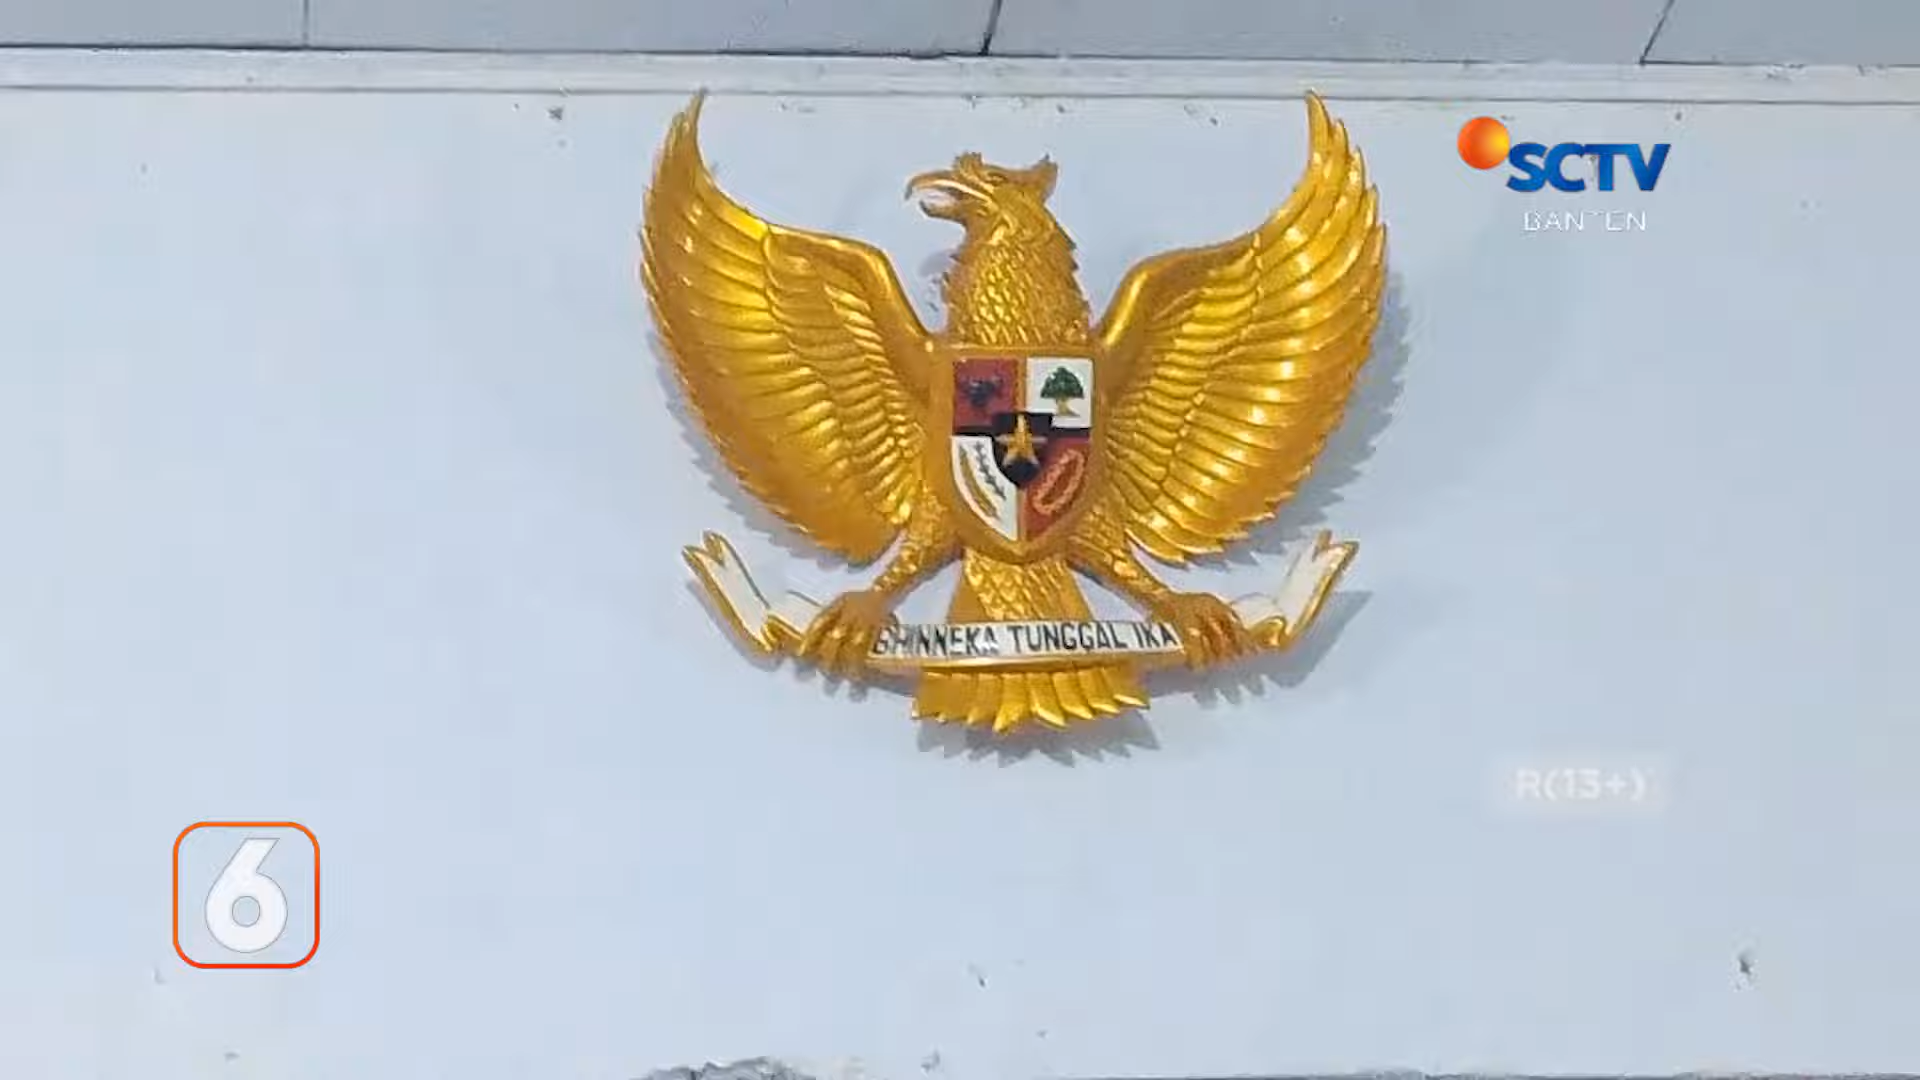 SCTV
BANTEN
BHINNEKA TUNGGAL IKA
R(13+)
6